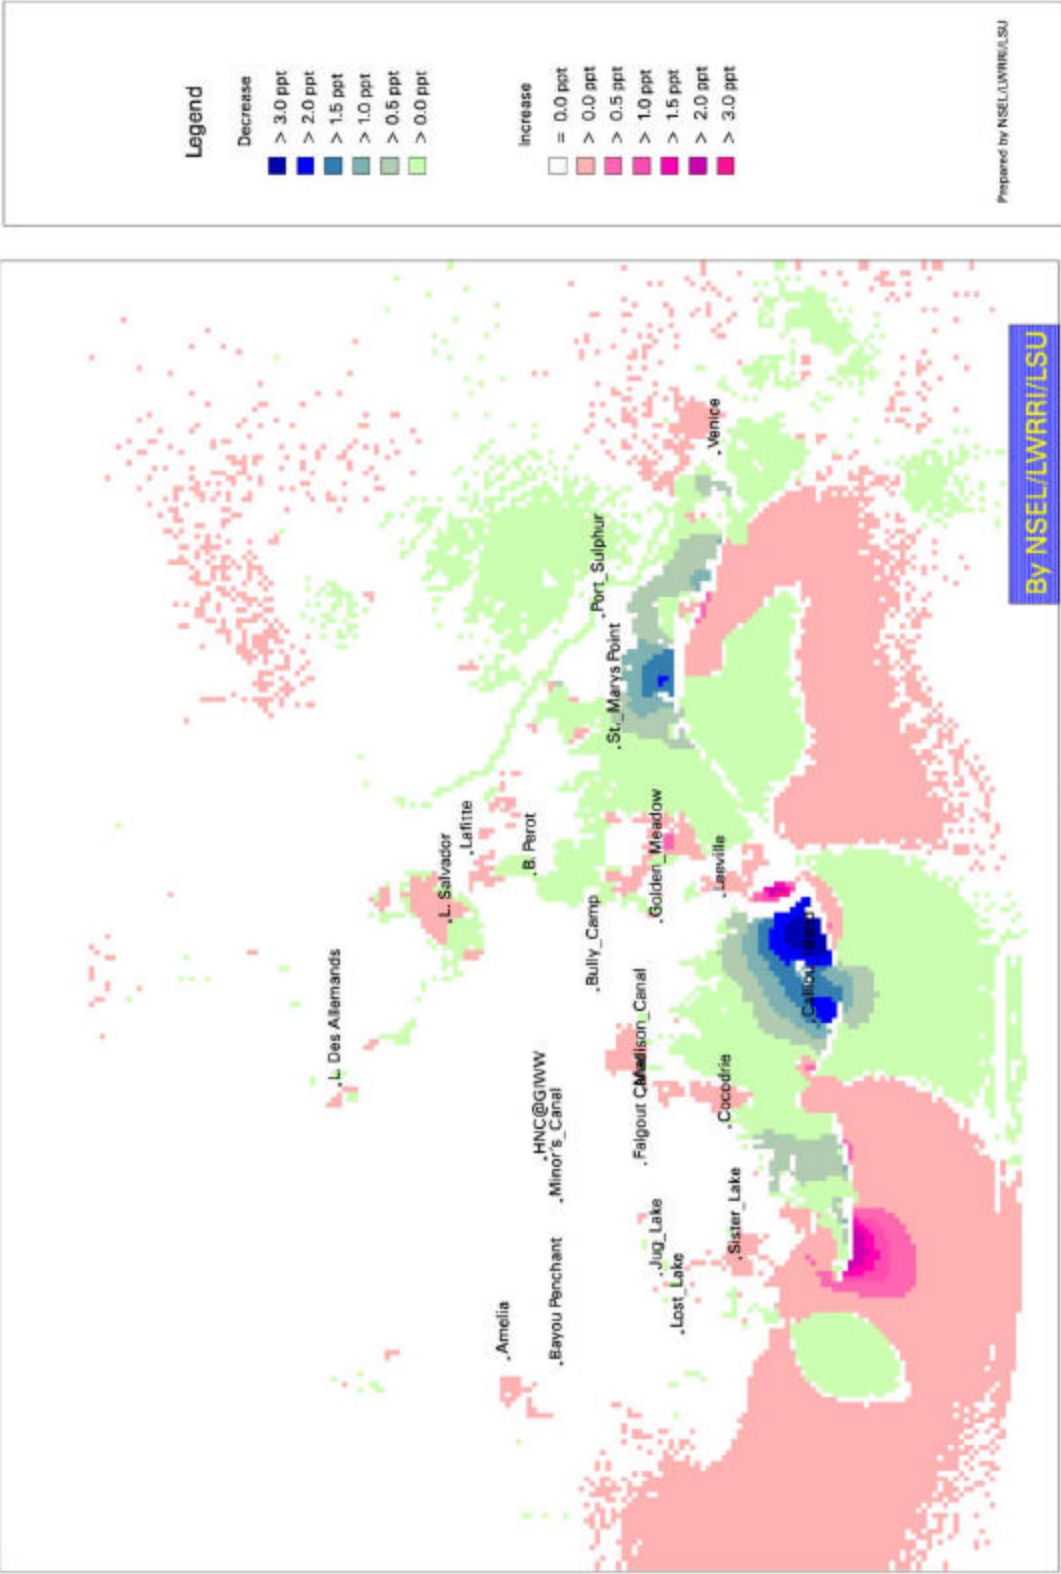 Legend
Decrease
> 3.0 ppt
> 2.0 ppt
> 1.5 ppt
> 1.0 ppt
> 0.5 ppt
> 0.0 ppt
Increase
= 0.0 ppt
> 0.0 ppt
> 0.5 ppt
> 1.0 ppt
> 1.5 ppt
> 2.0 ppt
> 3.0 ppt
Prepared by NSEL/LWRRI/LSU
L. Des Allemands
L. Salvador
Lafitte
Amelia
B. Perot
HNC@GIWW
Minor's_Canal
Bayou Penchant
Bully_Camp
Port_Sulphur
St._Marys Point
Falgout
Madison_Canal
Golden_Meadow
Jug_Lake
Lost_Lake
Venice
Leeville
Cocodrie
Sister_Lake
By NSEL/LWRRI/LSU